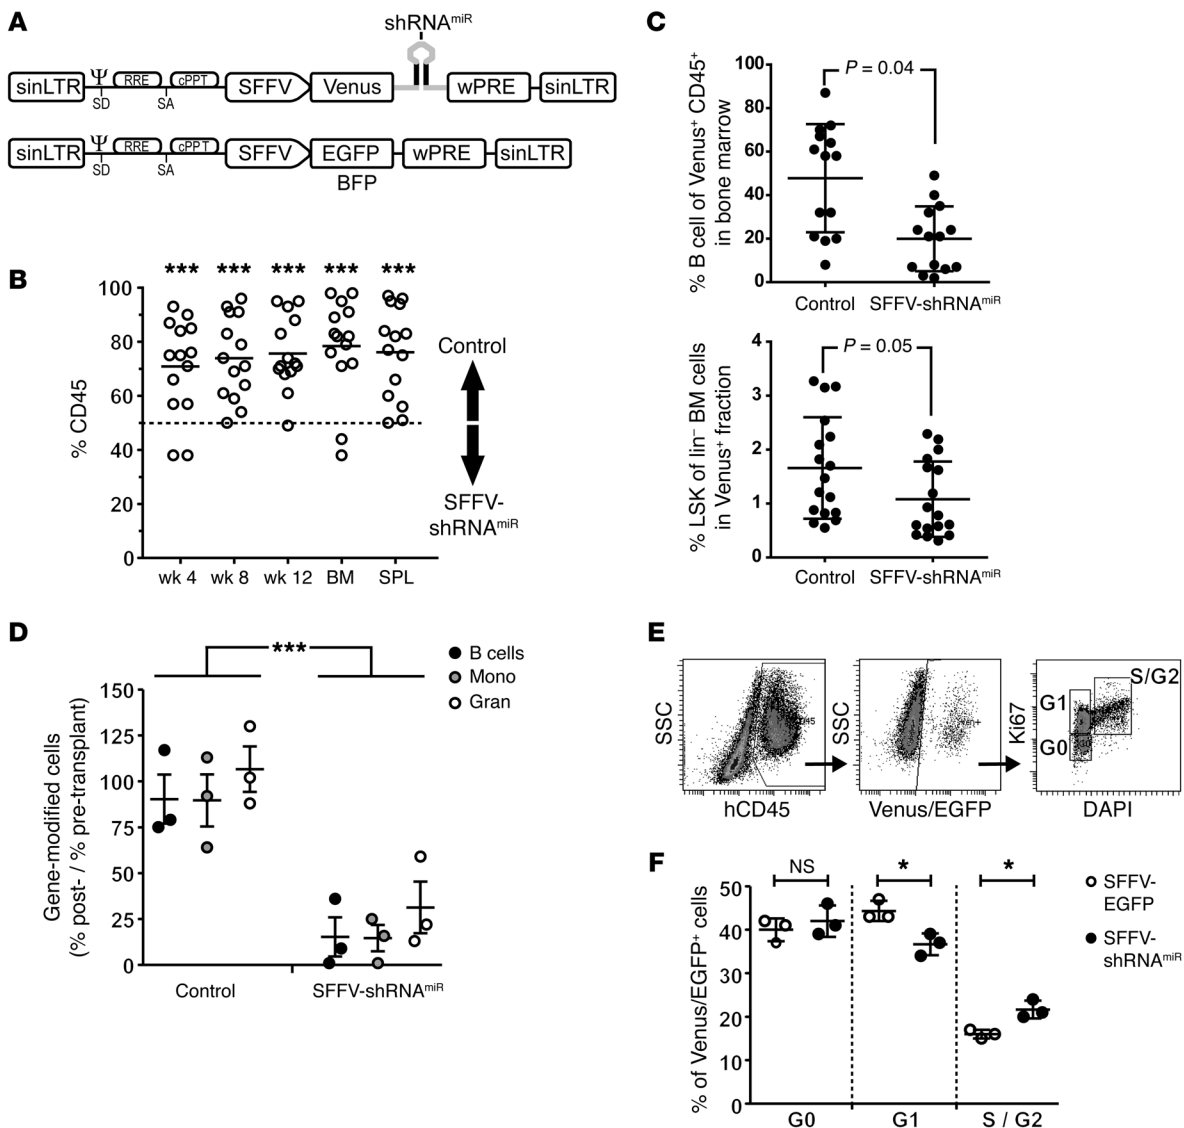 A
shRNAmiR
sinLTR Ψ RRE cPPT SFFV Venus wPRE sinLTR
SD SA
sinLTR Ψ RRE cPPT SFFV EGFP wPRE sinLTR
SD SA
BFP
B
*** *** *** *** ***
% CD45
100
80
60
40
20
0
wk 4 wk 8 wk 12 BM SPL
Control
SFFV-
shRNAmiR
C
% B cell of Venus+ CD45+
in bone marrow
P = 0.04
100
80
60
40
20
0
Control SFFV-shRNAmiR
% LSK of lin− BM cells
in Venus+ fraction
P = 0.05
4
3
2
1
0
Control SFFV-shRNAmiR
D
***
B cells
Mono
Gran
Gene-modified cells
(% post- / % pre-transplant)
150
125
100
75
50
25
0
Control SFFV-shRNAmiR
E
SSC
hCD45
SSC
Venus/EGFP
Ki67
S/G2
G1
G0
DAPI
F
NS * *
% of Venus/EGFP+ cells
50
40
30
20
10
0
G0 G1 S / G2
SFFV-
EGFP
SFFV-
shRNAmiR